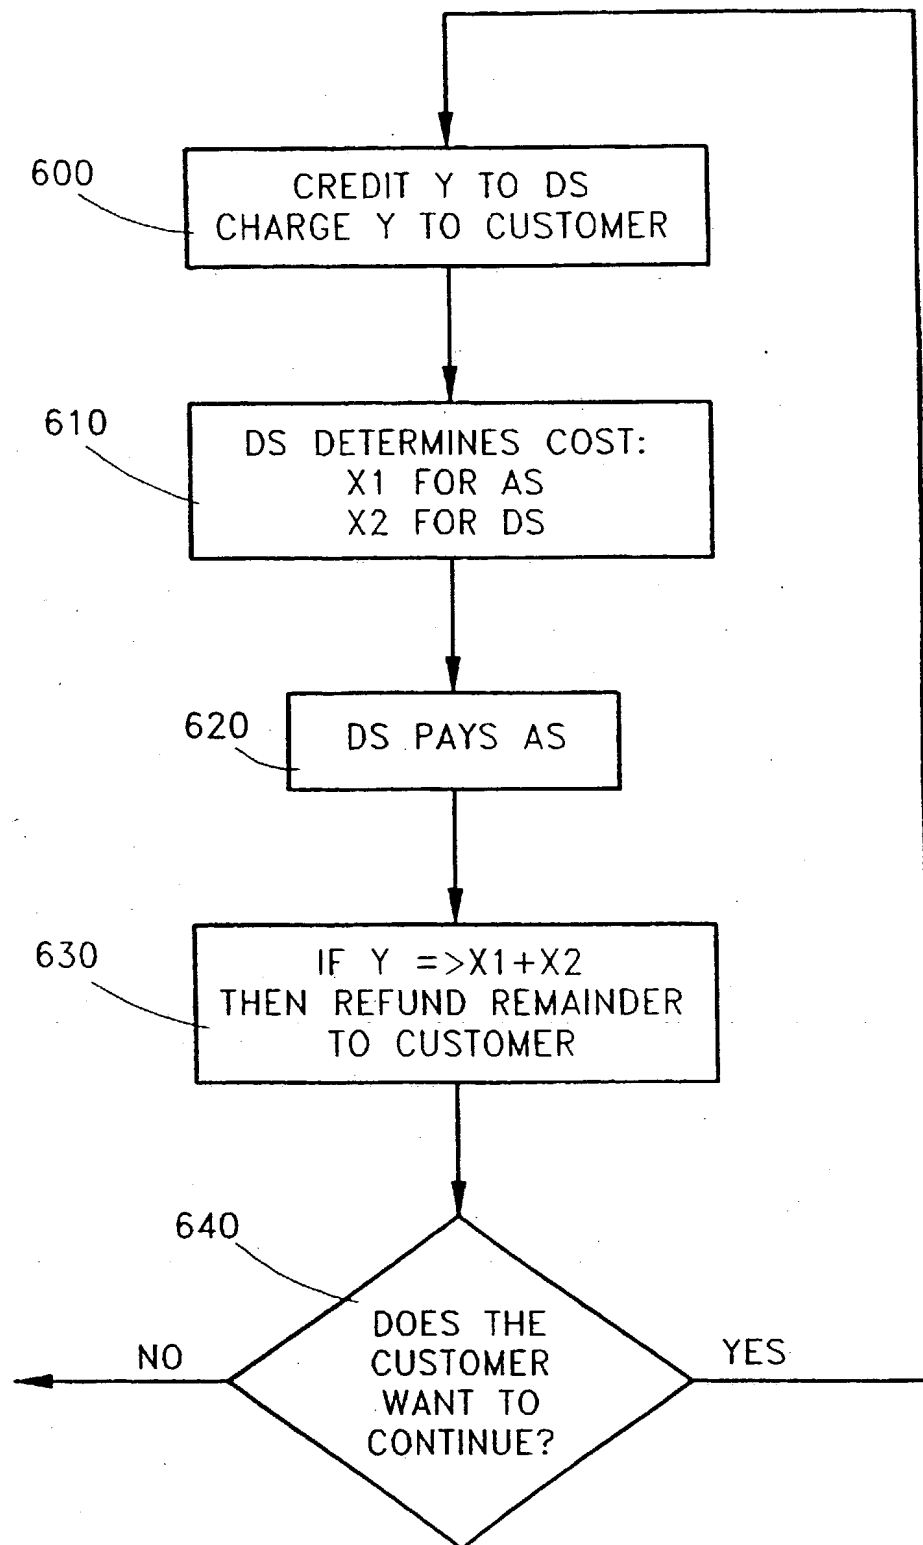 600
CREDIT Y TO DS
CHARGE Y TO CUSTOMER
610
DS DETERMINES COST:
X1 FOR AS
X2 FOR DS
620
DS PAYS AS
630
IF Y =>X1+X2
THEN REFUND REMAINDER
TO CUSTOMER
640
DOES THE
CUSTOMER
WANT TO
CONTINUE?
NO
YES